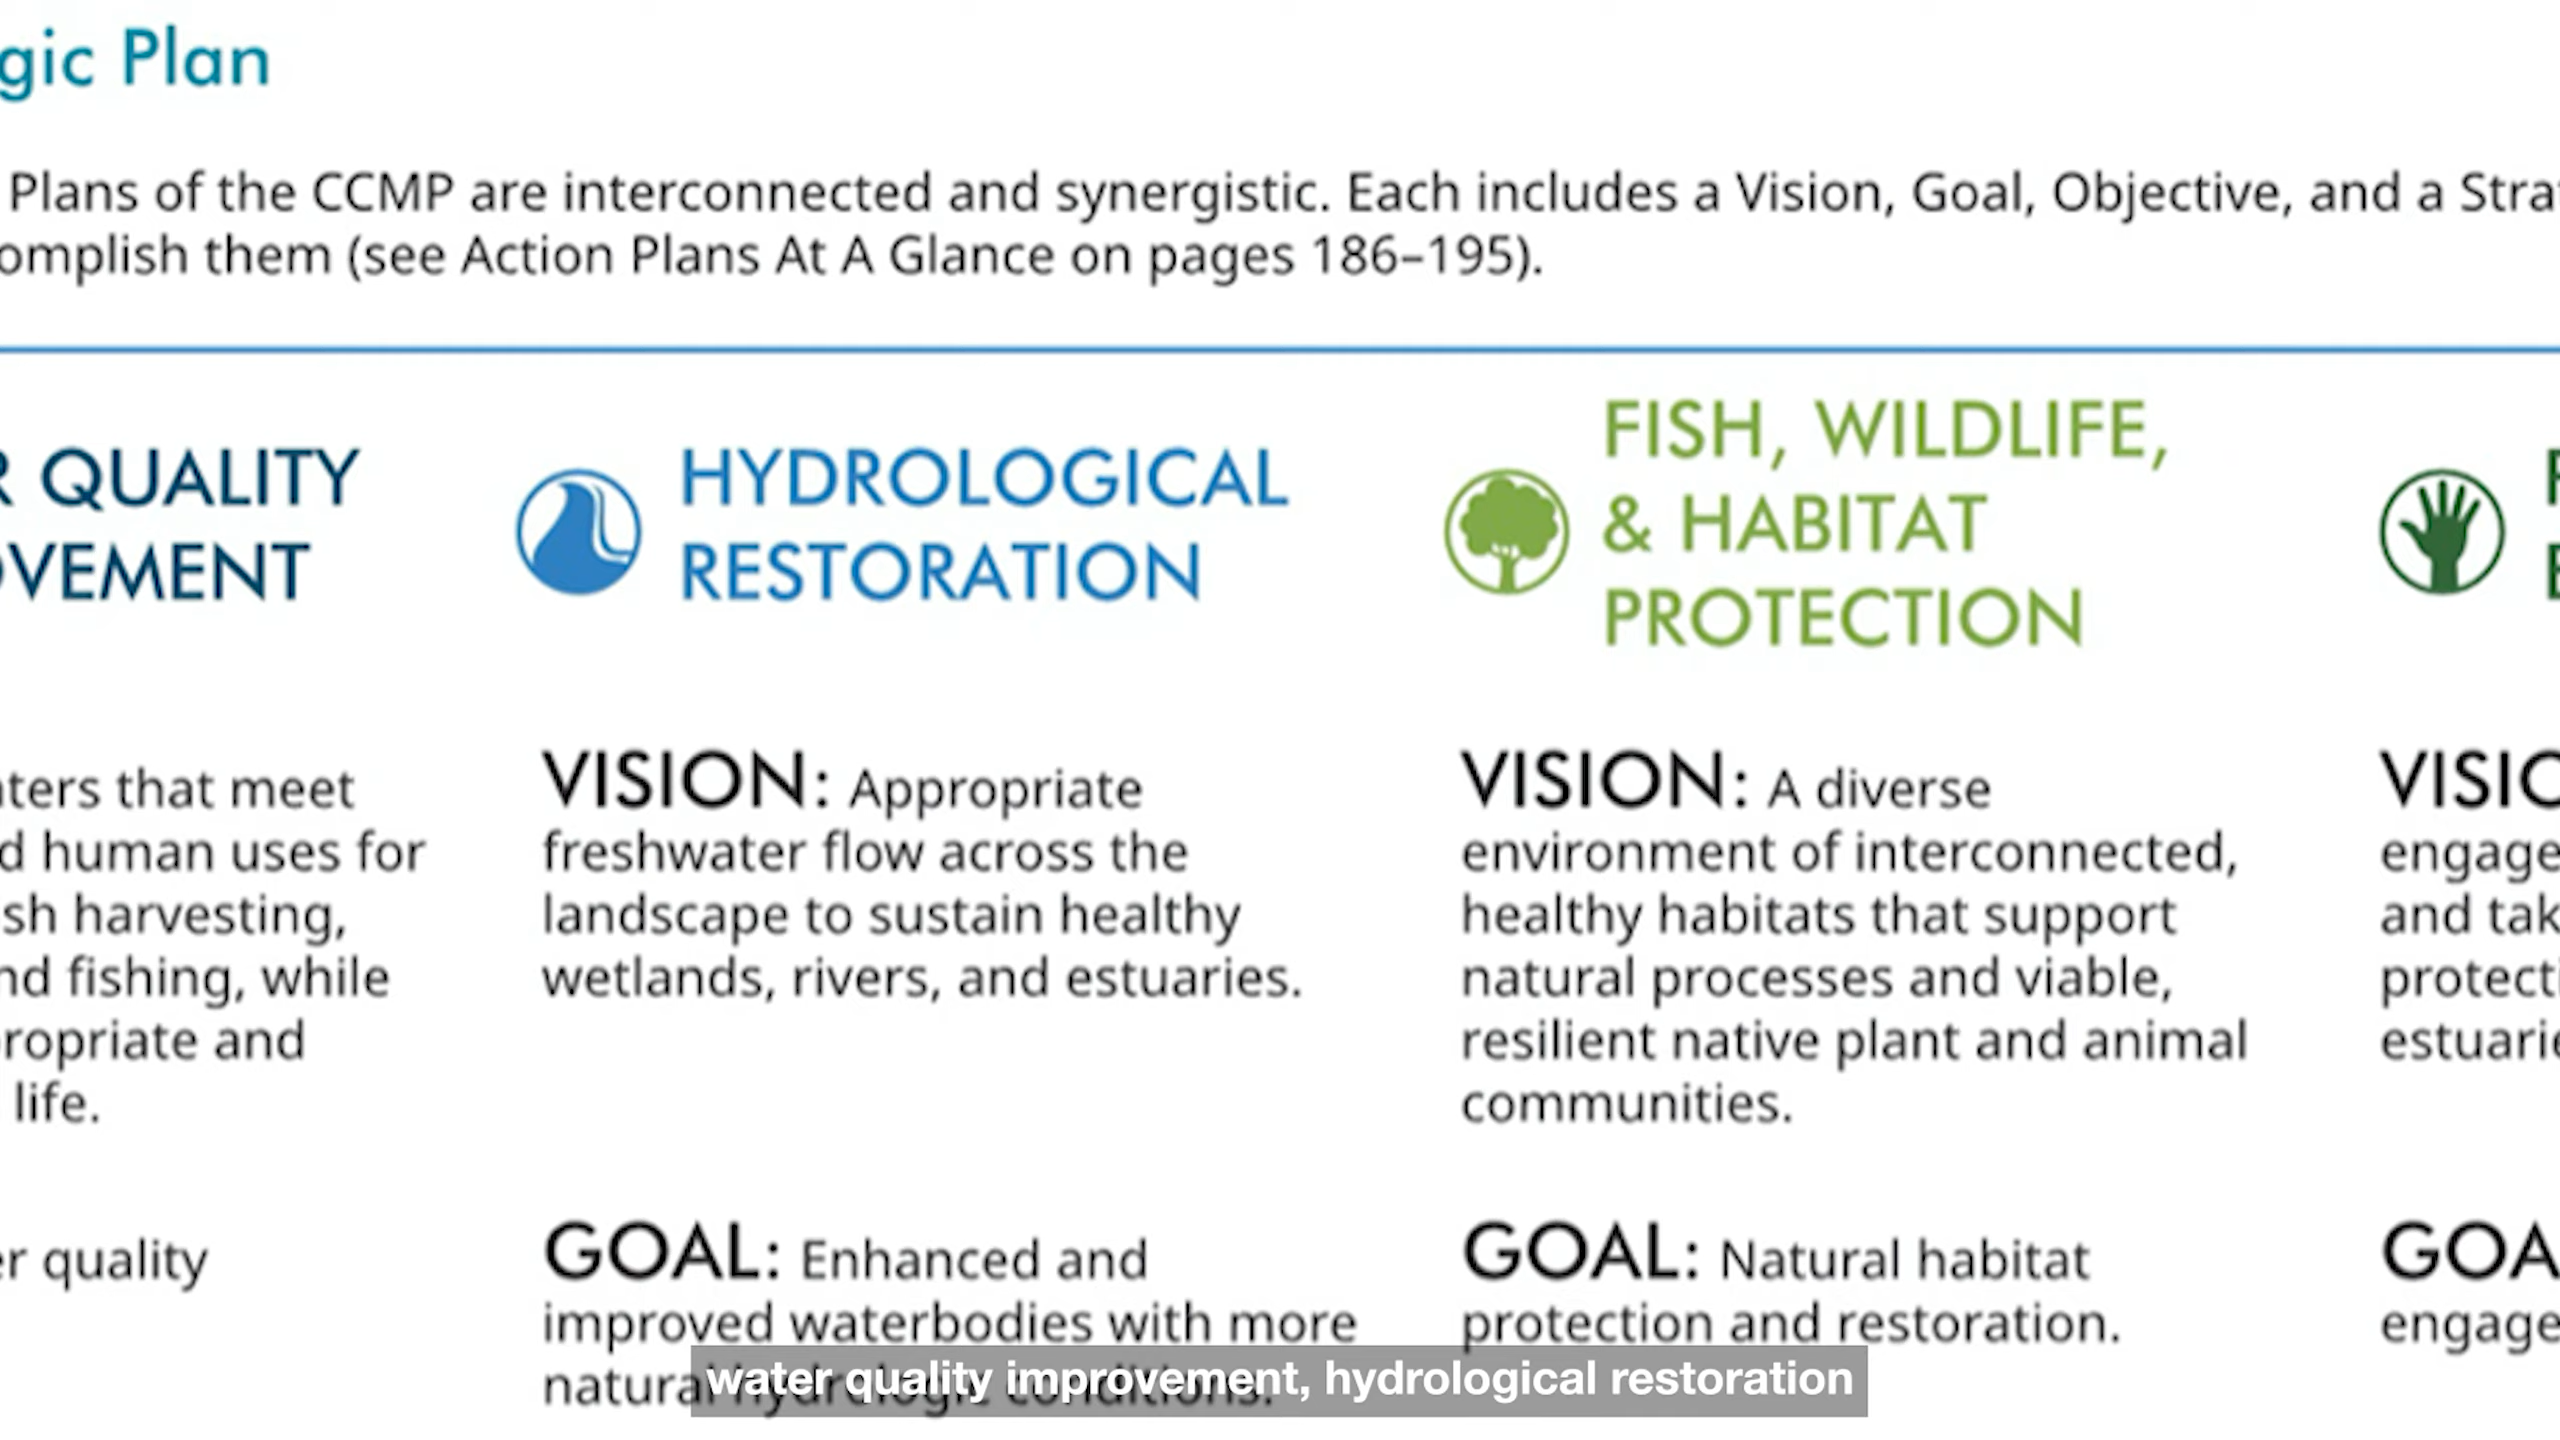 gic Plan
Plans of the CCMP are interconnected and synergistic. Each includes a Vision, Goal, Objective, and a Stra
omplish them (see Action Plans At A Glance on pages 186–195).
R QUALITY
OVEMENT
aters that meet
d human uses for
sh harvesting,
nd fishing, while
ropriate and
life.
er quality
HYDROLOGICAL
RESTORATION
VISION: Appropriate
freshwater flow across the
landscape to sustain healthy
wetlands, rivers, and estuaries.
GOAL: Enhanced and
improved waterbodies with more
natural hydrologic conditions.
FISH, WILDLIFE,
& HABITAT
PROTECTION
VISION: A diverse
environment of interconnected,
healthy habitats that support
natural processes and viable,
resilient native plant and animal
communities.
GOAL: Natural habitat
protection and restoration.
VISIO
engage
and tak
protecti
estuarie
GOA
engage
water quality improvement, hydrological restoration